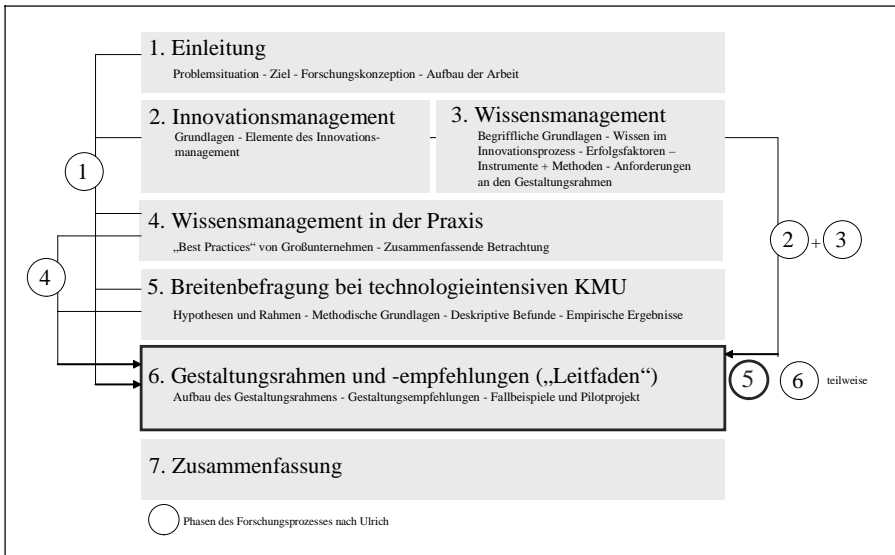 1. Einleitung
Problemsituation - Ziel - Forschungskonzeption - Aufbau der Arbeit
2. Innovationsmanagement
Grundlagen - Elemente des Innovations-
management
3. Wissensmanagement
Begriffliche Grundlagen - Wissen im
Innovationsprozess - Erfolgsfaktoren –
Instrumente + Methoden - Anforderungen
an den Gestaltungsrahmen
1
4. Wissensmanagement in der Praxis
„Best Practices“ von Großunternehmen - Zusammenfassende Betrachtung
2 + 3
4
5. Breitenbefragung bei technologieintensiven KMU
Hypothesen und Rahmen - Methodische Grundlagen - Deskriptive Befunde - Empirische Ergebnisse
6. Gestaltungsrahmen und -empfehlungen („Leitfaden“)
Aufbau des Gestaltungsrahmens - Gestaltungsempfehlungen - Fallbeispiele und Pilotprojekt
5 6 teilweise
7. Zusammenfassung
Phasen des Forschungsprozesses nach Ulrich